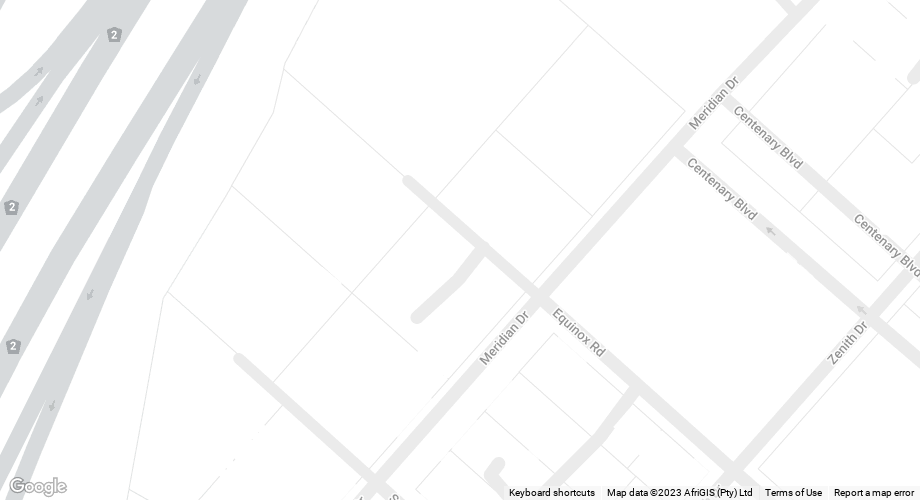 2
Meridian Dr
Centenary Blvd
Centenary Blvd
2
Centenary Blvd
Meridian Dr
Equinox Rd
Zenith Dr
2
Google
Keyboard shortcuts
Map data ©2023 AfriGIS (Pty) Ltd
Terms of Use
Report a map error